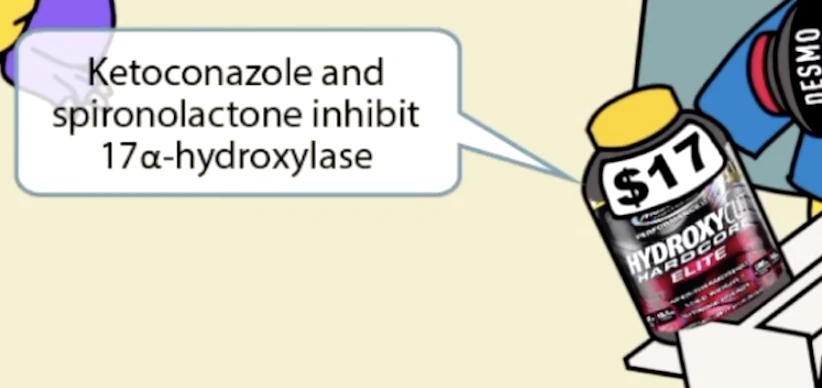 Ketoconazole and
spironolactone inhibit
17α-hydroxylase
$17
HYDROXYCUT
HARDCORE
ELITE
DESMO